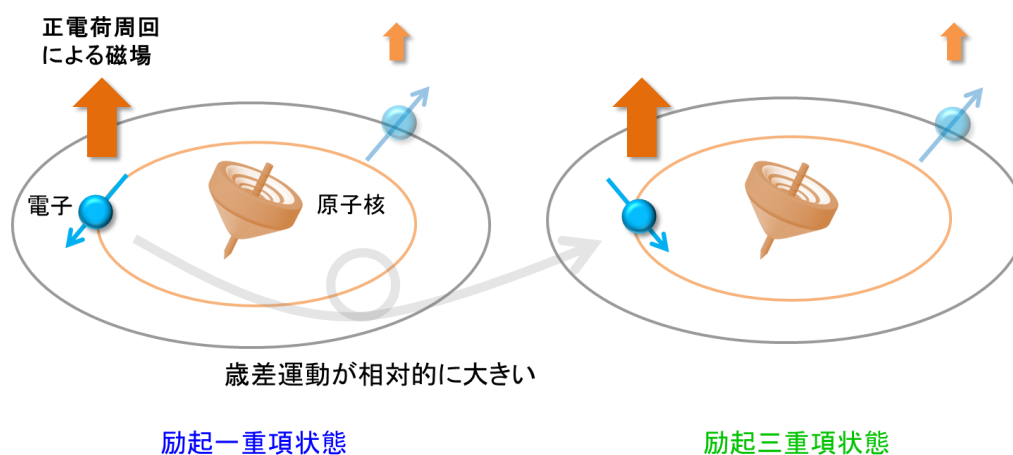 正電荷周回
による磁場
電子
原子核
歳差運動が相対的に大きい
励起一重項状態
励起三重項状態